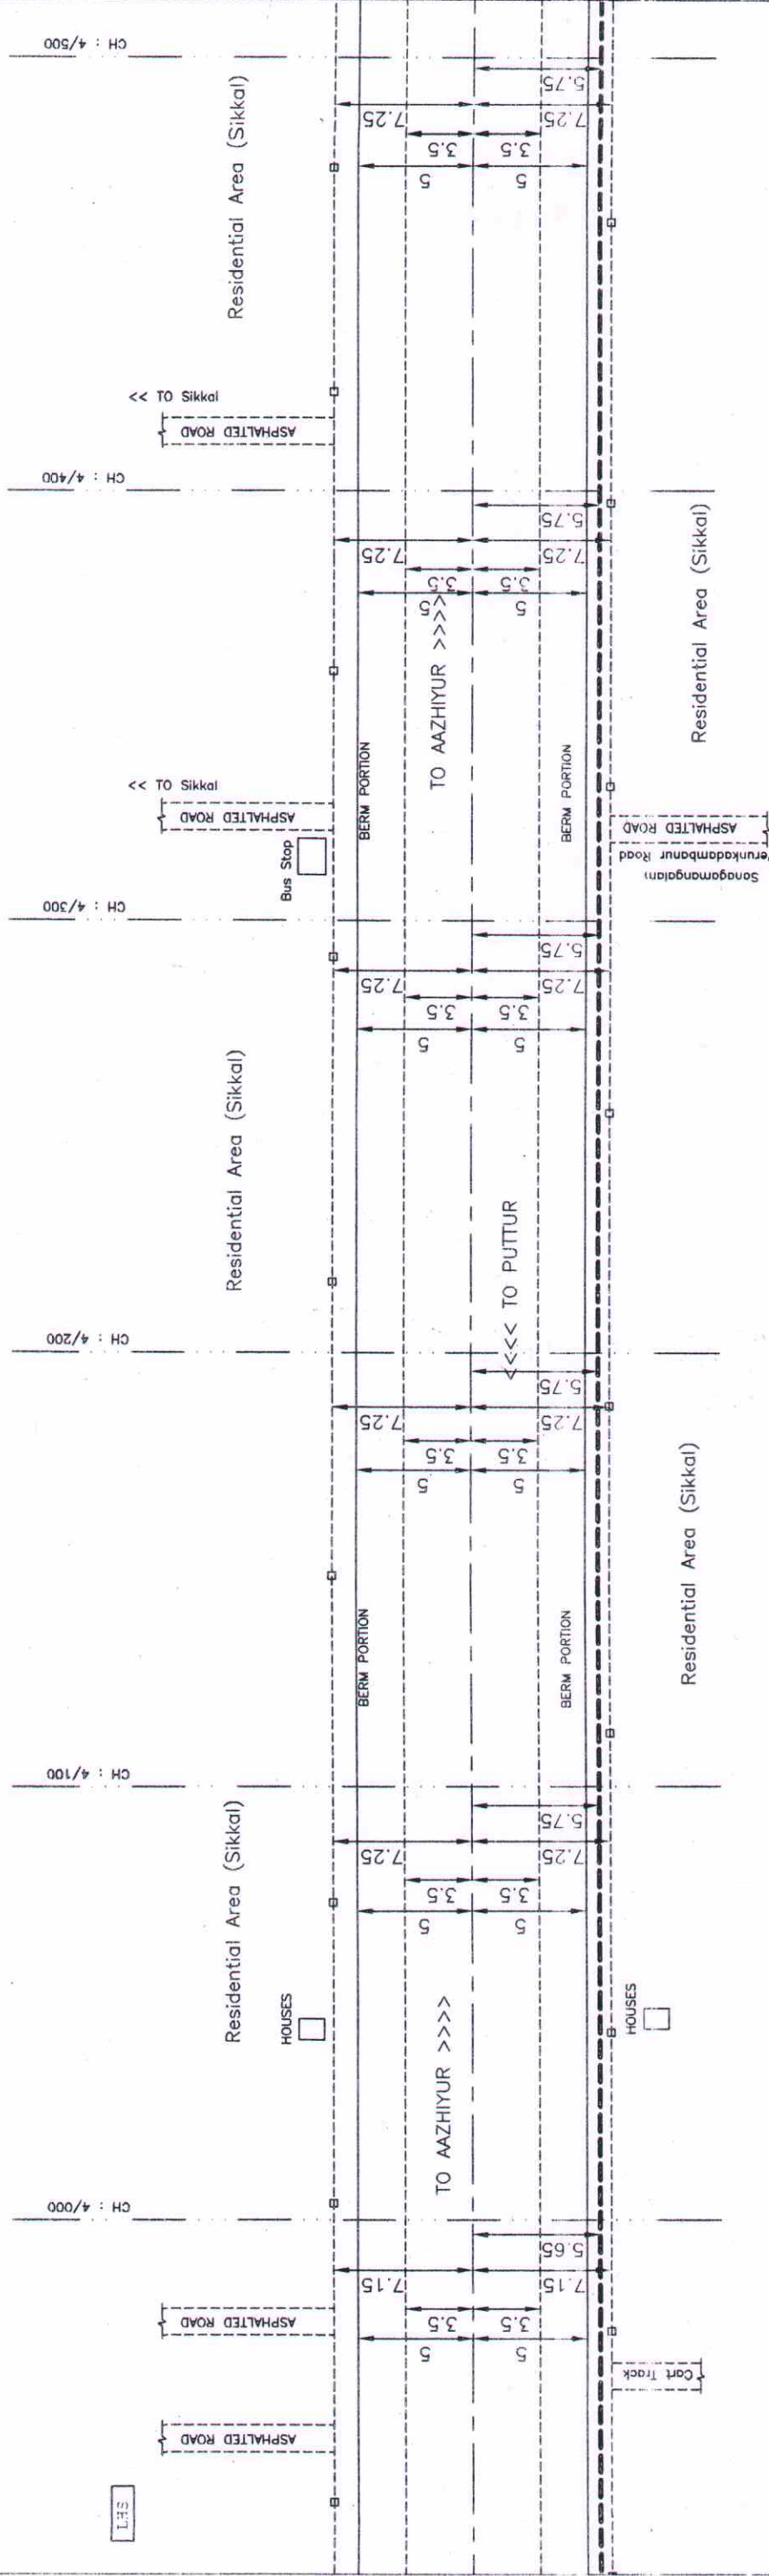 CH : 4/500
Residential Area (Sikkal)
5.75
7.25
7.25
3.5
3.5
5
5
<< TO Sikkal
ASPHALTED ROAD
CH : 4/400
5.75
7.25
7.25
3.5
3.5
5
5
TO AAZHIYUR >>>>
Residential Area (Sikkal)
BERM PORTION
BERM PORTION
<< TO Sikkal
ASPHALTED ROAD
Bus Stop
ASPHALTED ROAD
Perunkadambanur Road
Sanagamangalam
CH : 4/300
5.75
7.25
7.25
3.5
3.5
5
5
Residential Area (Sikkal)
<<<< TO PUTTUR
CH : 4/200
5.75
7.25
7.25
3.5
3.5
5
5
BERM PORTION
BERM PORTION
Residential Area (Sikkal)
CH : 4/100
Residential Area (Sikkal)
5.75
7.25
7.25
3.5
3.5
5
5
HOUSES
HOUSES
TO AAZHIYUR >>>>
CH : 4/000
5.65
7.15
7.15
3.5
3.5
5
5
ASPHALTED ROAD
Cart Track
ASPHALTED ROAD
LHS